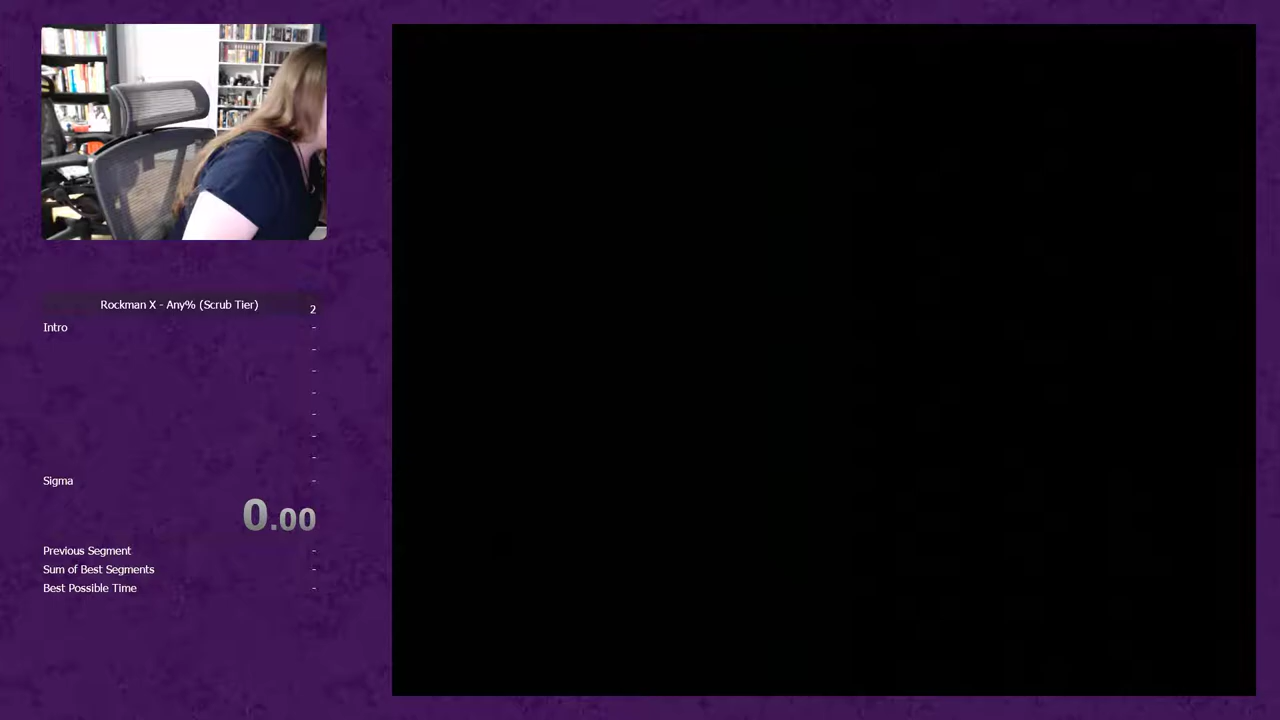 Rockman X - Any% (Scrub Tier)
2
Intro -
-
-
-
-
-
-
Sigma -
0.00
Previous Segment -
Sum of Best Segments -
Best Possible Time -